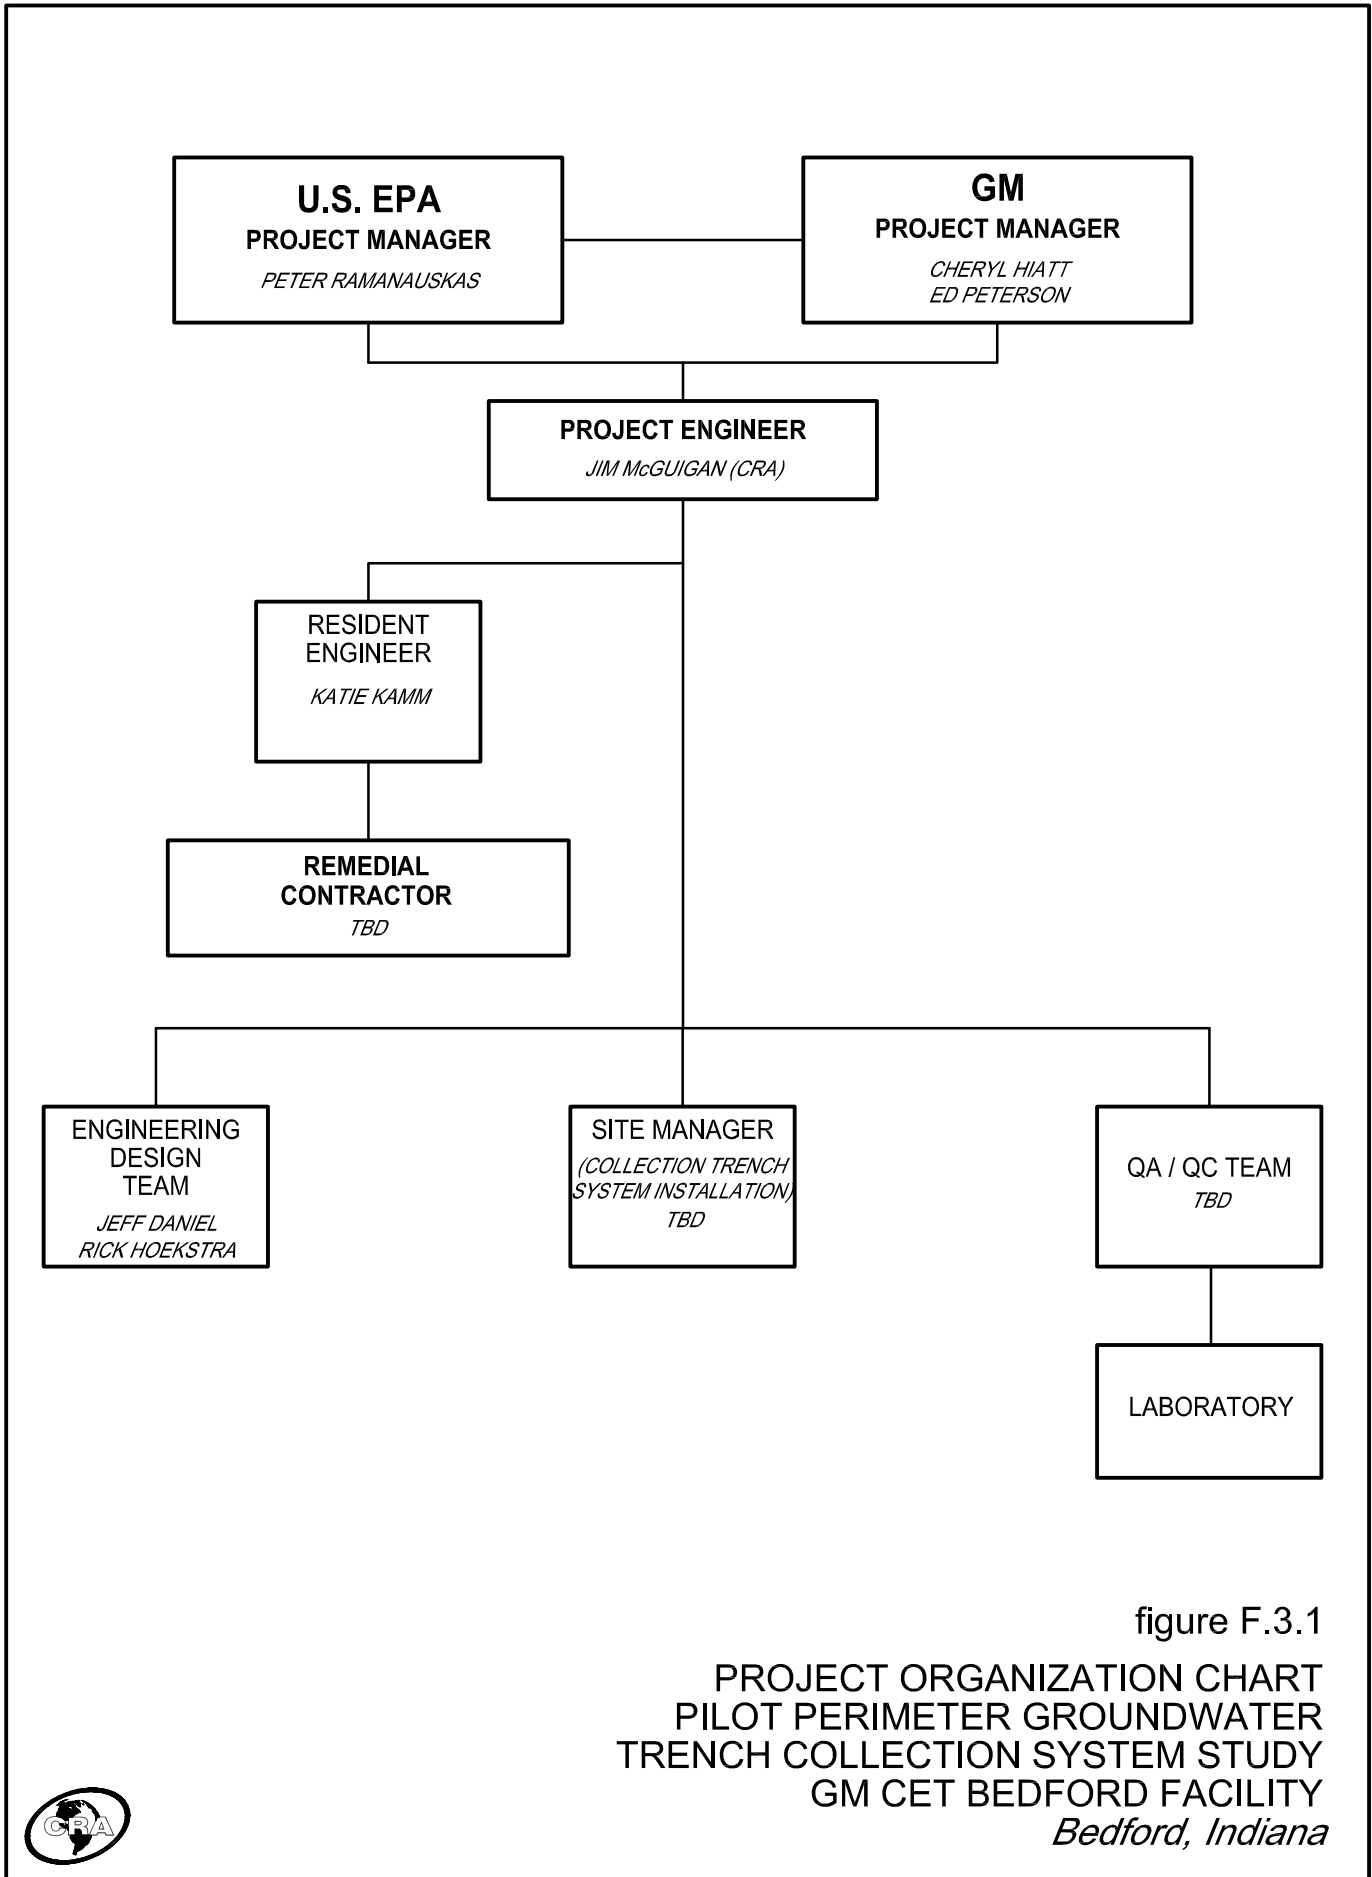 U.S. EPA
PROJECT MANAGER
PETER RAMANAUSKAS
GM
PROJECT MANAGER
CHERYL HIATT
ED PETERSON
PROJECT ENGINEER
JIM McGUIGAN (CRA)
RESIDENT
ENGINEER
KATIE KAMM
REMEDIAL
CONTRACTOR
TBD
ENGINEERING
DESIGN
TEAM
JEFF DANIEL
RICK HOEKSTRA
SITE MANAGER
(COLLECTION TRENCH
SYSTEM INSTALLATION)
TBD
QA / QC TEAM
TBD
LABORATORY
figure F.3.1
PROJECT ORGANIZATION CHART
PILOT PERIMETER GROUNDWATER
TRENCH COLLECTION SYSTEM STUDY
GM CET BEDFORD FACILITY
Bedford, Indiana
CRA